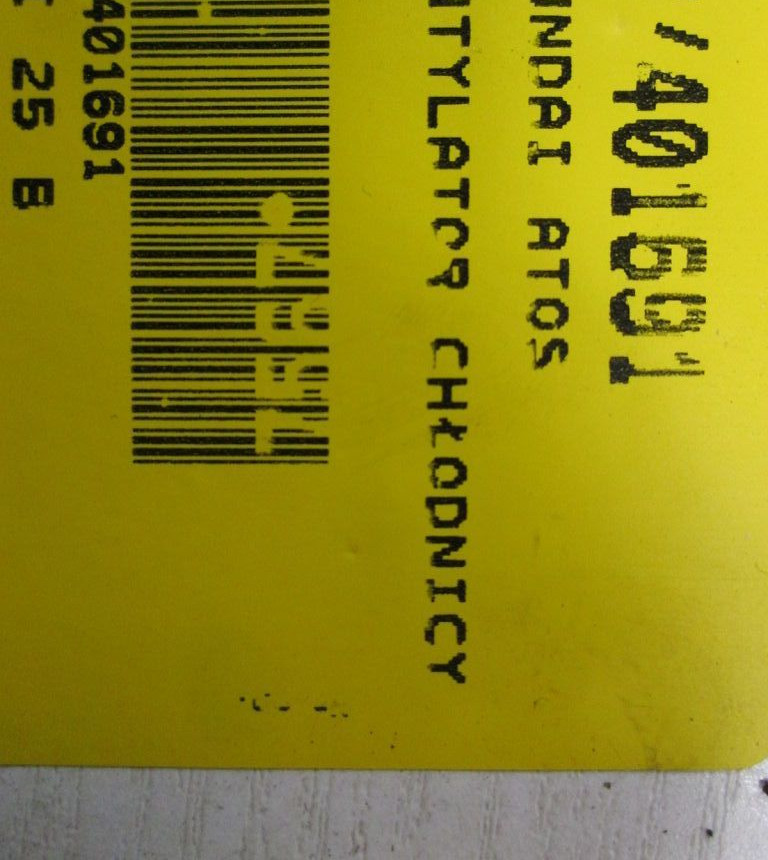 /401691
NDAI ATOS
TYLATOR CHŁODNICY
401691
25 B